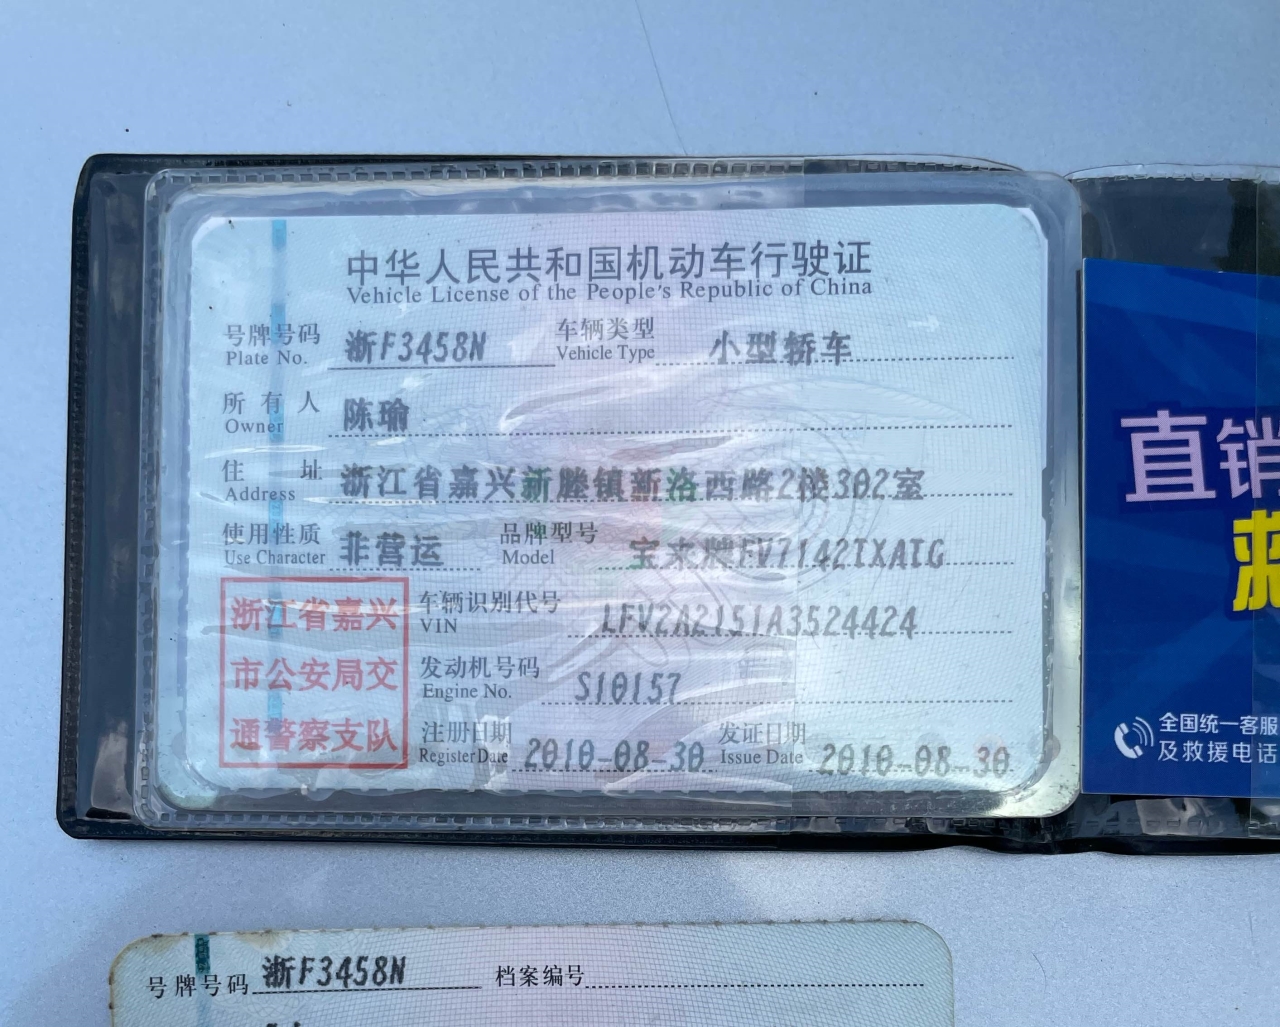 中华人民共和国机动车行驶证
Vehicle License of the People's Republic of China
号牌号码 浙F3458N 车辆类型 小型轿车
Plate No. Vehicle Type
所有人 陈瑜
Owner
住址 浙江省嘉兴新塍镇新洛西路2楼302室
Address
使用性质 非营运 品牌型号 宝来牌FV7142IXAIG
Use Character Model
浙江省嘉兴
市公安局交
通警察支队
车辆识别代号 LFV2A2151A3524424
VIN
发动机号码 S10157
Engine No.
注册日期 2010-08-30 发证日期 2010-08-30
Register Date Issue Date
直销
全国统一客服
及救援电话
号牌号码 浙F3458N 档案编号